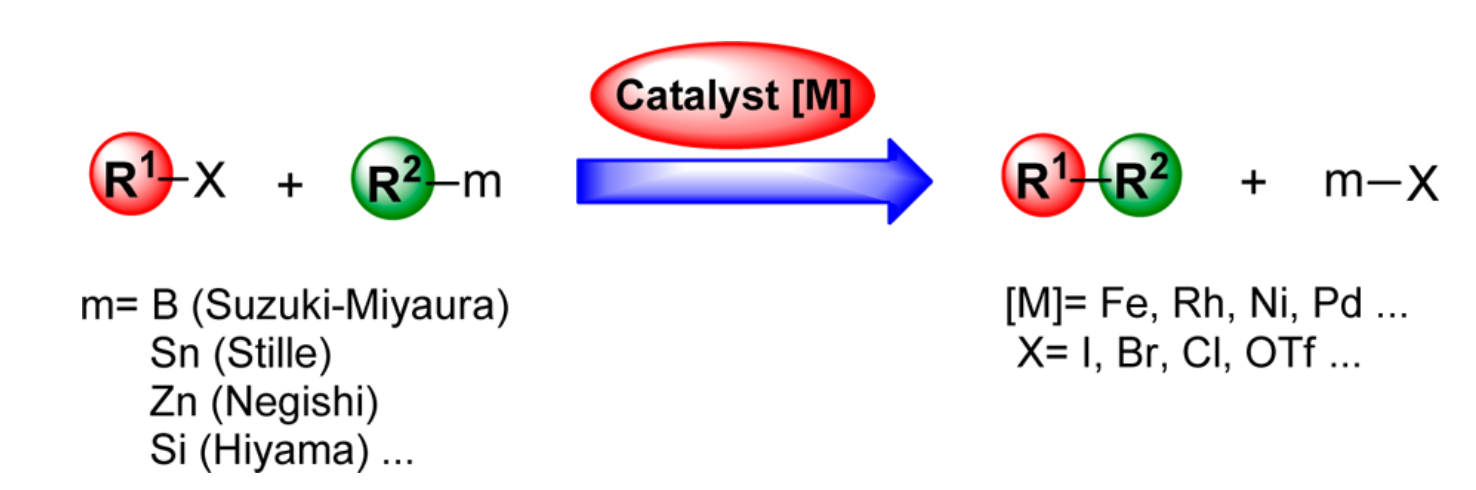 Catalyst [M]
R¹–X + R²–m R¹–R² + m–X
m= B (Suzuki-Miyaura)
Sn (Stille)
Zn (Negishi)
Si (Hiyama) ...
[M]= Fe, Rh, Ni, Pd ...
X= I, Br, Cl, OTf ...